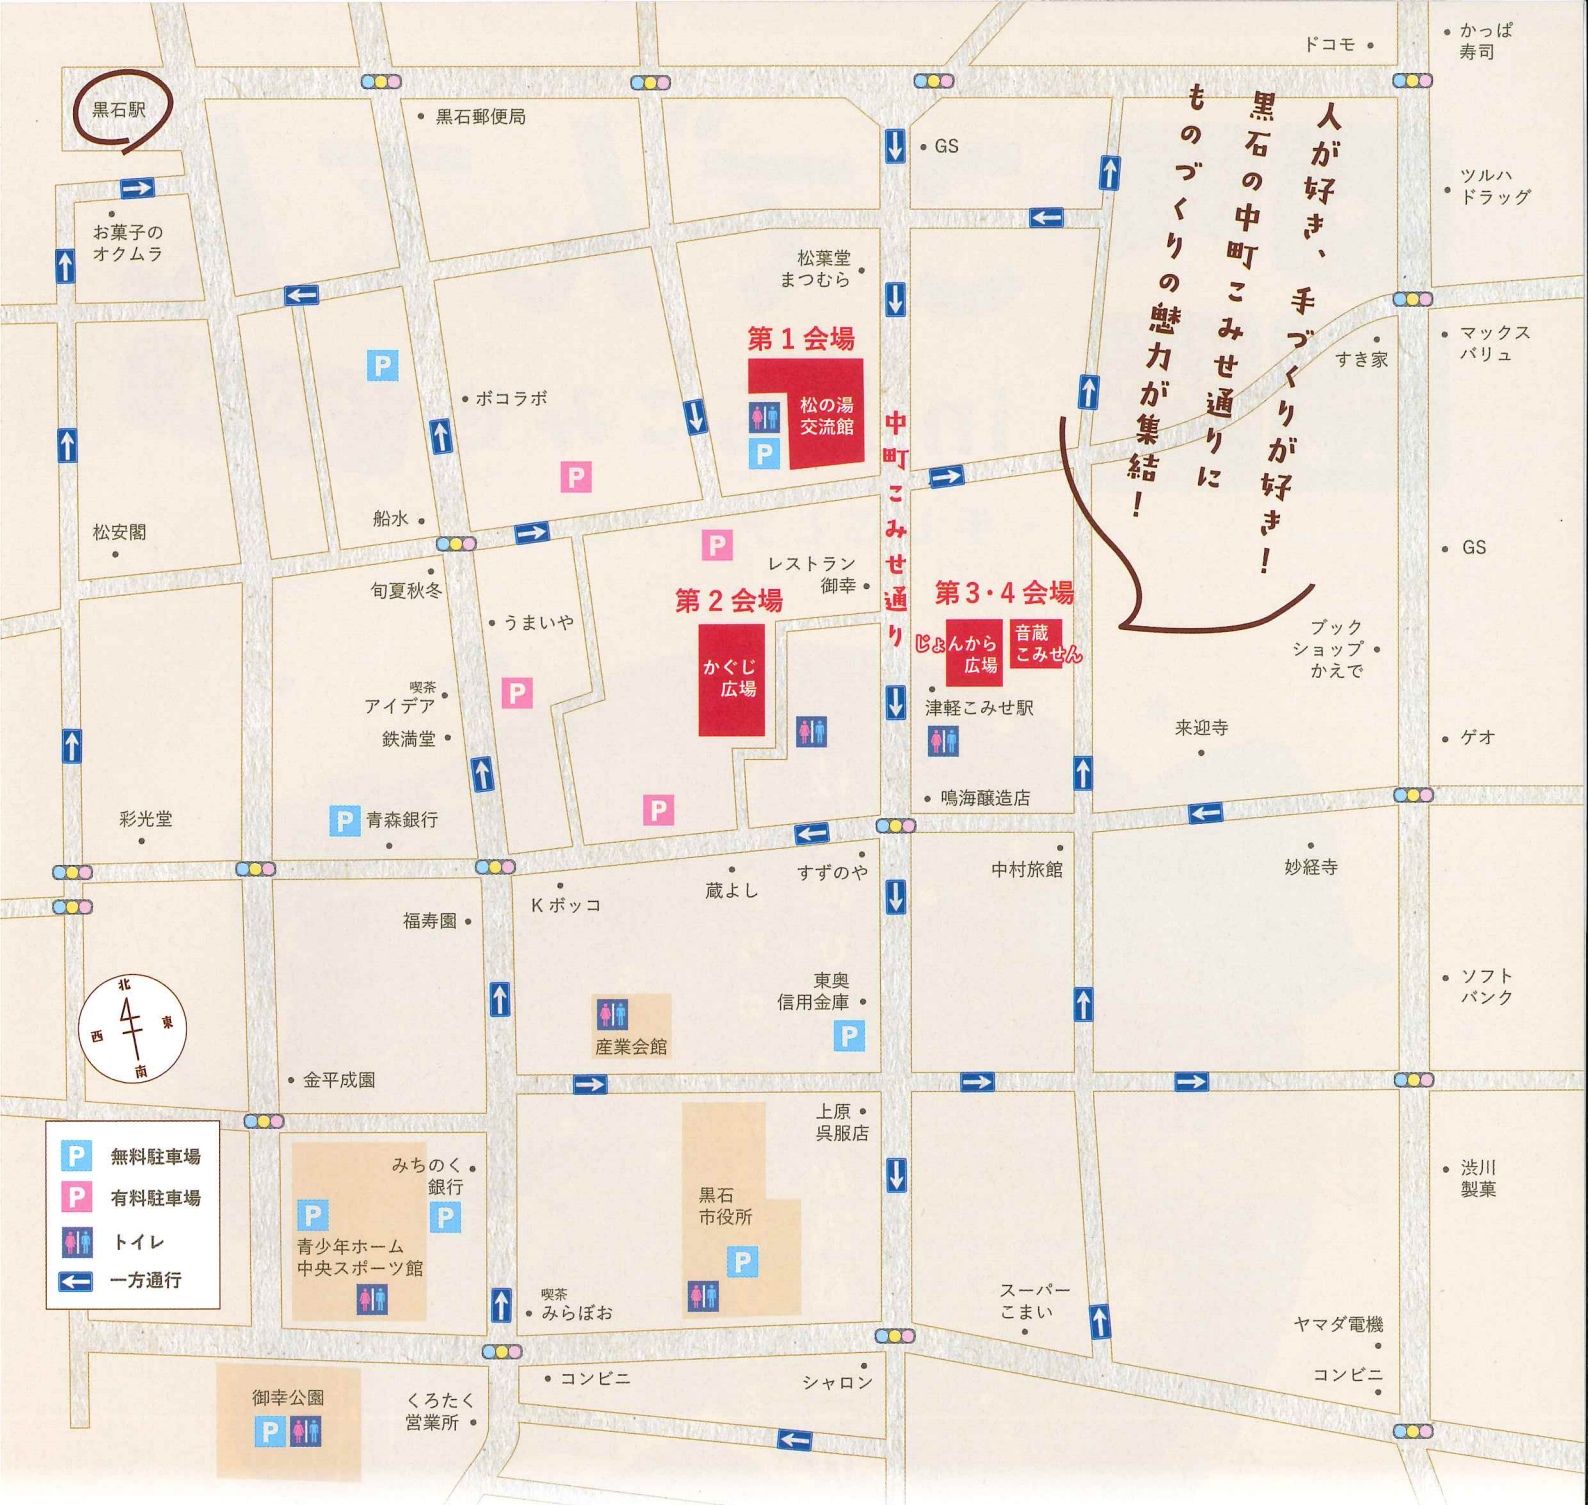 ドコモ
かっぱ
寿司
黒石駅
黒石郵便局
GS
人が好き、手づくりが好き！
黒石の中町こみせ通りに
ものづくりの魅力が集結！
ツルハ
ドラッグ
お菓子の
オクムラ
松葉堂
まつむら
第1会場
松の湯
交流館
P
P
すき家
マックス
バリュ
ポコラボ
P
中町こみせ通り
船水
松安閣
旬夏秋冬
P
レストラン
御幸
GS
うまいや
第2会場
かぐじ
広場
第3・4会場
じょんから
広場
音蔵
こみせん
ブック
ショップ
かえで
喫茶
アイデア
P
津軽こみせ駅
鉄満堂
来迎寺
ゲオ
彩光堂
P
青森銀行
P
鳴海醸造店
すずのや
中村旅館
妙経寺
Kボッコ
蔵よし
福寿園
北
西
東
南
東奥
信用金庫
P
産業会館
ソフト
バンク
金平成園
上原
呉服店
P 無料駐車場
P 有料駐車場
トイレ
一方通行
みちのく
銀行
P
P
青少年ホーム
中央スポーツ館
黒石
市役所
P
渋川
製菓
喫茶
みらぼお
スーパー
こまい
ヤマダ電機
コンビニ
コンビニ
シャロン
御幸公園
P
くろたく
営業所